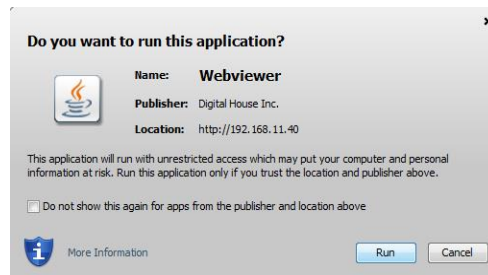 Do you want to run this application?
Name: Webviewer
Publisher: Digital House Inc.
Location: http://192.168.11.40
This application will run with unrestricted access which may put your computer and personal
information at risk. Run this application only if you trust the location and publisher above.
Do not show this again for apps from the publisher and location above
More Information
Run
Cancel